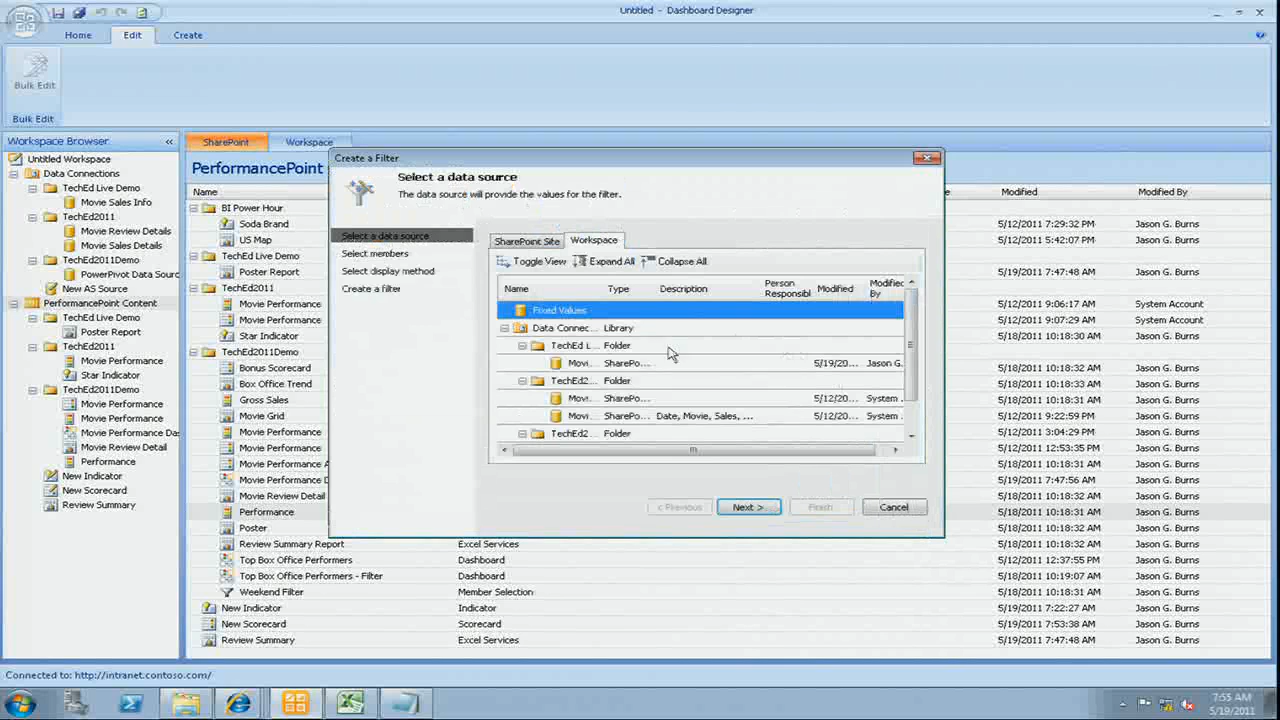 Untitled - Dashboard Designer
Home Edit Create
Bulk Edit
Bulk Edit
Workspace Browser «
Untitled Workspace
Data Connections
TechEd Live Demo
Movie Sales Info
TechEd2011
Movie Review Details
Movie Sales Details
TechEd2011Demo
PowerPivot Data Sourc
New AS Source
PerformancePoint Content
TechEd Live Demo
Poster Report
TechEd2011
Movie Performance
Star Indicator
TechEd2011Demo
Movie Performance
Movie Performance
Movie Performance Da
Movie Review Detail
Performance
New Indicator
New Scorecard
Review Summary
SharePoint Workspace
PerformancePoint
Name Modified Modified By
BI Power Hour
Soda Brand 5/12/2011 7:29:32 PM Jason G. Burns
US Map 5/12/2011 5:42:07 PM Jason G. Burns
TechEd Live Demo
Poster Report 5/19/2011 7:47:48 AM Jason G. Burns
TechEd2011
Movie Performance 5/12/2011 9:06:17 AM System Account
Movie Performance 5/12/2011 9:07:29 AM System Account
Star Indicator 5/12/2011 System Account
TechEd2011Demo
Bonus Scorecard 5/18/2011 10:18:32 AM Jason G. Burns
Box Office Trend 5/18/2011 10:18:32 AM Jason G. Burns
Gross Sales 5/18/2011 10:18:31 AM Jason G. Burns
Movie Grid 5/18/2011 10:18:32 AM Jason G. Burns
Movie Performance 5/12/2011 9:22:59 PM Jason G. Burns
Movie Performance 5/12/2011 3:04:29 PM Jason G. Burns
Movie Performance 5/18/2011 12:53:35 PM Jason G. Burns
Movie Performance A 5/18/2011 10:18:31 AM Jason G. Burns
Movie Performance D 5/19/2011 7:47:56 AM Jason G. Burns
Movie Review Detail 5/18/2011 10:18:32 AM Jason G. Burns
Performance 5/18/2011 10:18:31 AM Jason G. Burns
Poster 5/18/2011 10:18:31 AM Jason G. Burns
Review Summary Report Excel Services 5/18/2011 10:18:32 AM Jason G. Burns
Top Box Office Performers Dashboard 5/12/2011 12:37:55 PM Jason G. Burns
Top Box Office Performers - Filter Dashboard 5/18/2011 10:19:07 AM Jason G. Burns
Weekend Filter Member Selection 5/18/2011 10:18:31 AM Jason G. Burns
New Indicator Indicator 5/19/2011 7:22:27 AM Jason G. Burns
New Scorecard Scorecard 5/19/2011 7:53:38 AM Jason G. Burns
Review Summary Excel Services 5/19/2011 7:47:48 AM Jason G. Burns
Create a Filter
Select a data source
The data source will provide the values for the filter.
Select a data source
Select members
Select display method
Create a filter
SharePoint Site Workspace
Toggle View Expand All Collapse All
Name Type Description Person Responsibl Modified Modified By
Fixed Values
Data Connec... Library
TechEd L... Folder
Movi... SharePo... 5/19/20... Jason G.
TechEd2... Folder
Movi... SharePo... 5/12/20... System
Movi... SharePo... Date, Movie, Sales, ... 5/12/20... System
TechEd2... Folder
< Previous Next > Finish Cancel
Connected to: http://intranet.contoso.com/
7:55 AM
5/19/2011